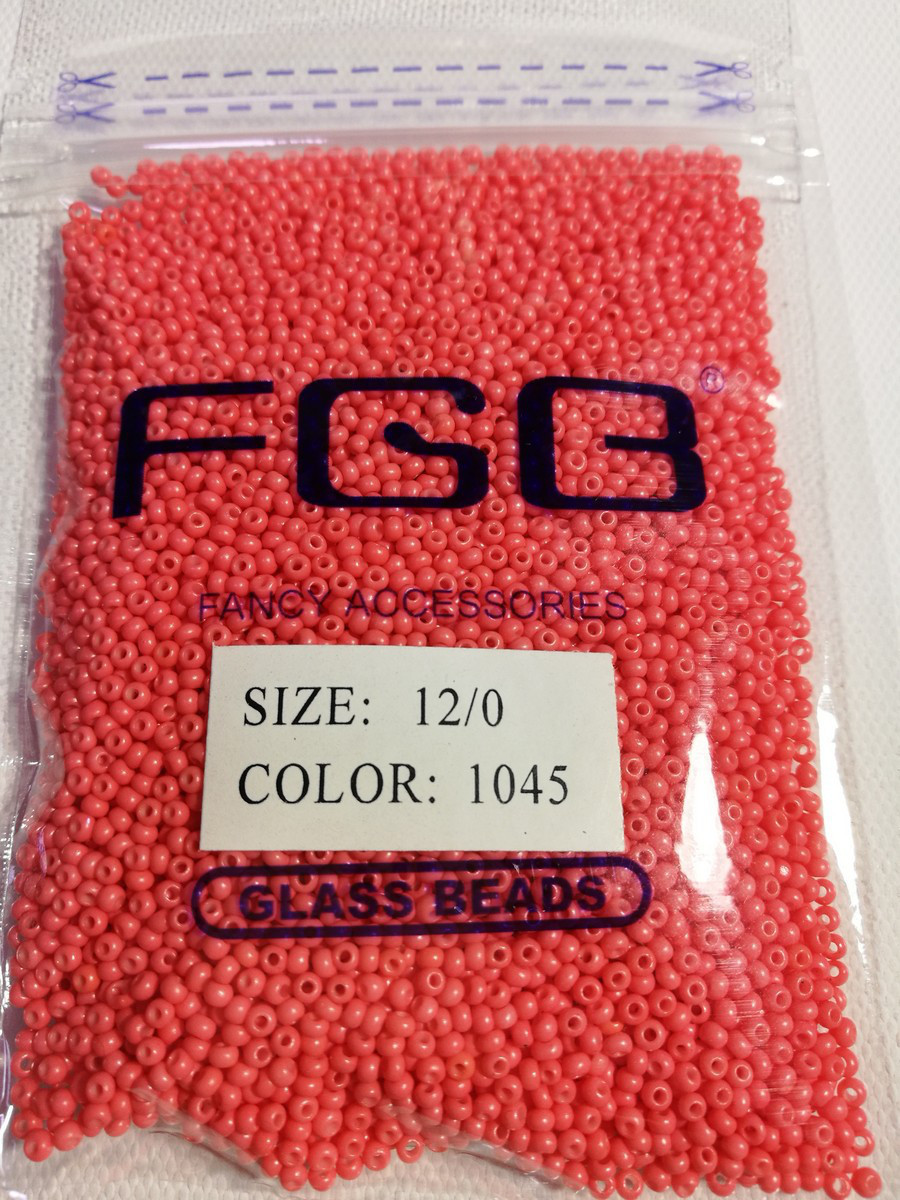 FGB®
FANCY ACCESSORIES
SIZE: 12/0
COLOR: 1045
GLASS BEADS